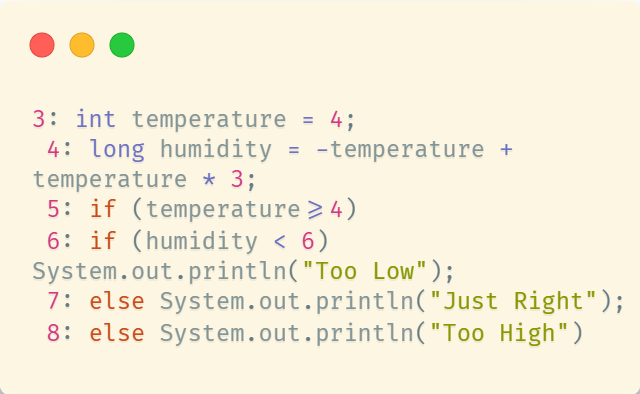 3: int temperature = 4;
4: long humidity = -temperature +
temperature * 3;
5: if (temperature>=4)
6: if (humidity < 6)
System.out.println("Too Low");
7: else System.out.println("Just Right");
8: else System.out.println("Too High")